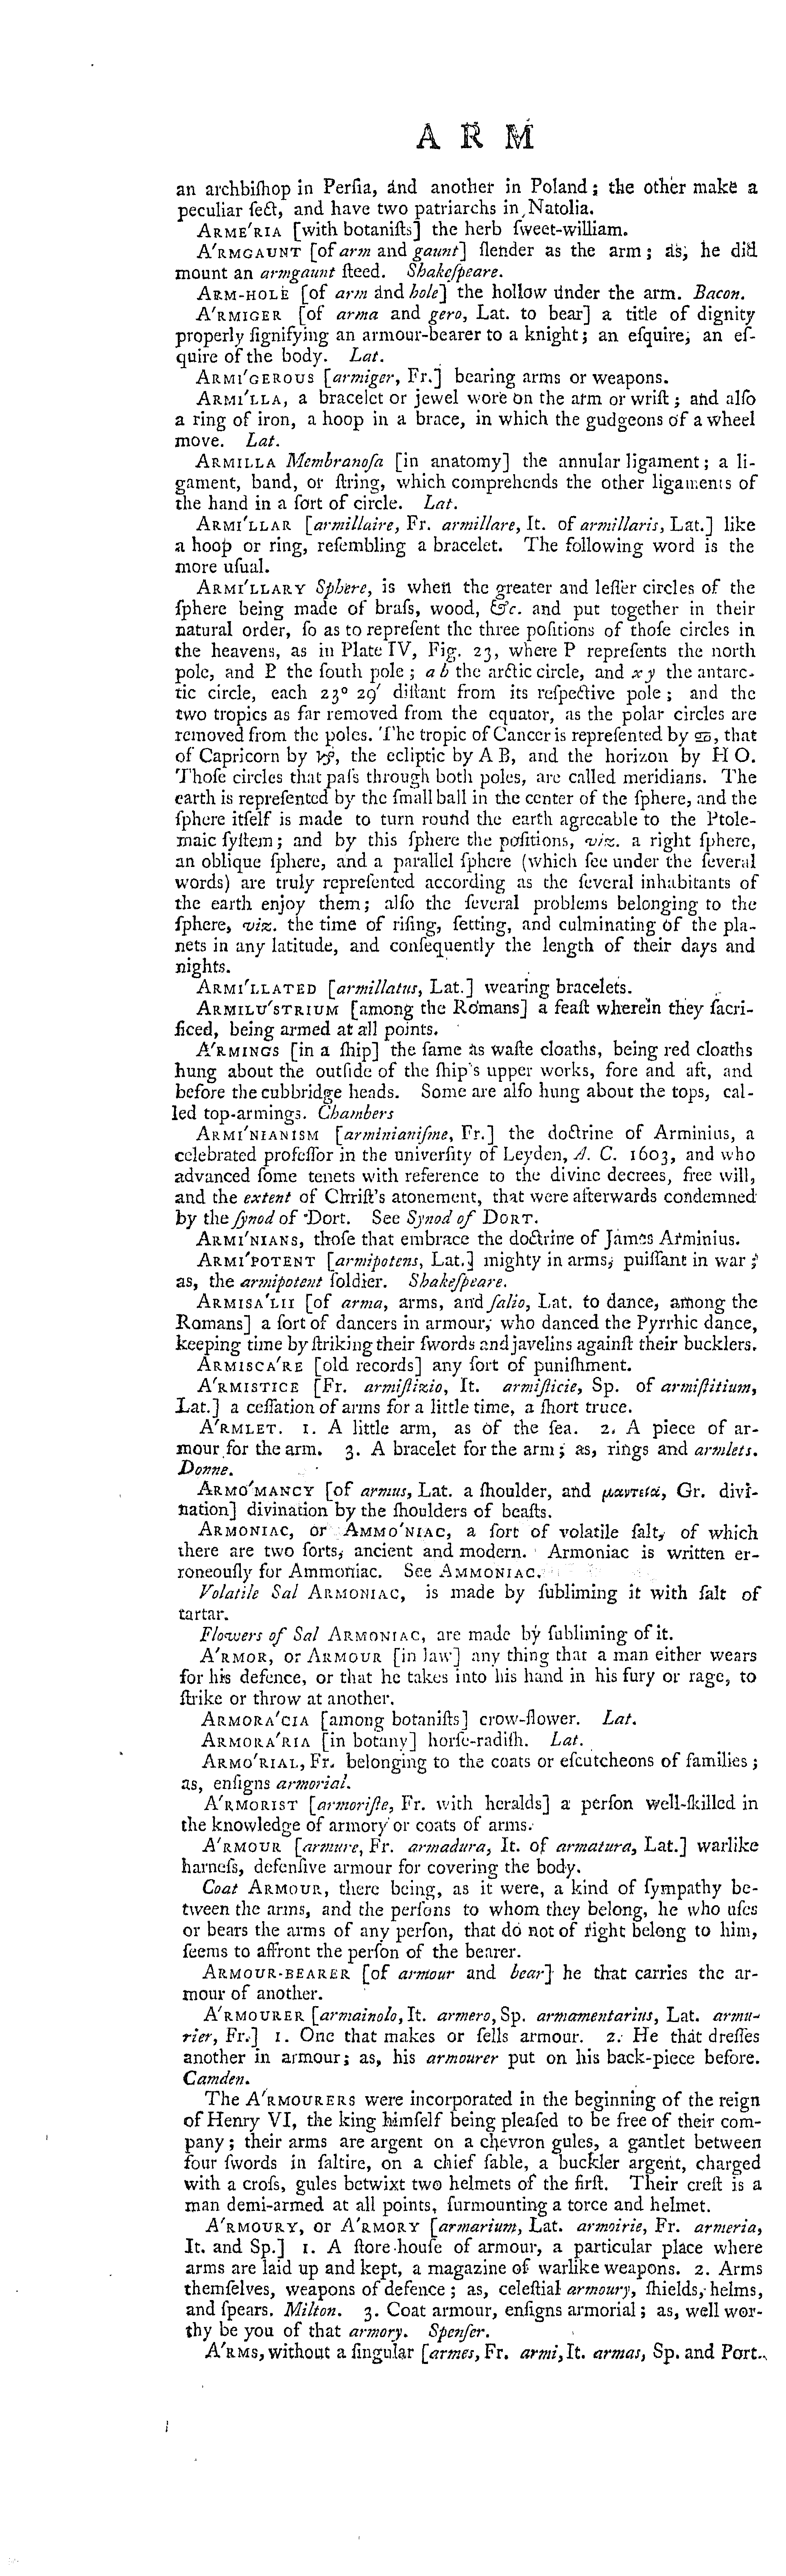 A R M
an archbiſhop in Perſia, and another in Poland; the other make a
peculiar ſect, and have two patriarchs in Natolia.
ARME'RIA [with botaniſts] the herb ſweet-william.
A'RMGAUNT [of arm and gaunt] ſlender as the arm; as, he did
mount an armgaunt ſteed. Shakeſpeare.
ARM-HOLE [of arm and hole] the hollow under the arm. Bacon.
A'RMIGER [of arma and gero, Lat. to bear] a title of dignity
properly ſignifying an armour-bearer to a knight; an eſquire, an eſ-
quire of the body. Lat.
ARMI'GEROUS [armiger, Fr.] bearing arms or weapons.
ARMI'LLA, a bracelet or jewel wore on the arm or wriſt; and alſo
a ring of iron, a hoop in a brace, in which the gudgeons of a wheel
move. Lat.
ARMILLA Membranoſa [in anatomy] the annular ligament; a li-
gament, band, or ſtring, which comprehends the other ligaments of
the hand in a ſort of circle. Lat.
ARMI'LLAR [armillaire, Fr. armillare, It. of armillaris, Lat.] like
a hoop or ring, reſembling a bracelet. The following word is the
more uſual.
ARMI'LLARY Sphere, is when the greater and leſſer circles of the
ſphere being made of braſs, wood, &c. and put together in their
natural order, ſo as to repreſent the three poſitions of thoſe circles in
the heavens, as in Plate IV, Fig. 23, where P repreſents the north
pole, and P the ſouth pole; a b the arctic circle, and x y the antarc-
tic circle, each 23° 29′ diſtant from its reſpective pole; and the
two tropics as far removed from the equator, as the polar circles are
removed from the poles. The tropic of Cancer is repreſented by ♋, that
of Capricorn by ♑, the ecliptic by A B, and the horizon by H O.
Thoſe circles that paſs through both poles, are called meridians. The
earth is repreſented by the ſmall ball in the center of the ſphere, and the
ſphere itſelf is made to turn round the earth agreeable to the Ptole-
maic ſyſtem; and by this ſphere the poſitions, viz. a right ſphere,
an oblique ſphere, and a parallel ſphere (which ſee under the ſeveral
words) are truly repreſented according as the ſeveral inhabitants of
the earth enjoy them; alſo the ſeveral problems belonging to the
ſphere, viz. the time of riſing, ſetting, and culminating of the pla-
nets in any latitude, and conſequently the length of their days and
nights.
ARMI'LLATED [armillatus, Lat.] wearing bracelets.
ARMILU'STRIUM [among the Romans] a feaſt wherein they ſacri-
ficed, being armed at all points.
A'RMINGS [in a ſhip] the ſame as waſte cloaths, being red cloaths
hung about the outſide of the ſhip's upper works, fore and aft, and
before the cubbridge heads. Some are alſo hung about the tops, cal-
led top-armings. Chambers
ARMI'NIANISM [arminianiſme, Fr.] the doctrine of Arminius, a
celebrated profeſſor in the univerſity of Leyden, A. C. 1603, and who
advanced ſome tenets with reference to the divine decrees, free will,
and the extent of Chriſt's atonement, that were afterwards condemned
by the ſynod of Dort. See Synod of DORT.
ARMI'NIANS, thoſe that embrace the doctrine of James Arminius.
ARMI'POTENT [armipotens, Lat.] mighty in arms, puiſſant in war;
as, the armipotent ſoldier. Shakeſpeare.
ARMISA'LII [of arma, arms, and ſalio, Lat. to dance, among the
Romans] a ſort of dancers in armour, who danced the Pyrrhic dance,
keeping time by ſtriking their ſwords and javelins againſt their bucklers.
ARMISCA'RE [old records] any ſort of puniſhment.
A'RMISTICE [Fr. armiſtizio, It. armiſticie, Sp. of armiſtitium,
Lat.] a ceſſation of arms for a little time, a ſhort truce.
A'RMLET. 1. A little arm, as of the ſea. 2. A piece of ar-
mour for the arm. 3. A bracelet for the arm; as, rings and armlets.
Donne.
ARMO'MANCY [of armus, Lat. a ſhoulder, and μαντεια, Gr. divi-
nation] divination by the ſhoulders of beaſts.
ARMONIAC, or AMMO'NIAC, a ſort of volatile ſalt, of which
there are two ſorts, ancient and modern. Armoniac is written er-
roneouſly for Ammoniac. See AMMONIAC.
Volatile Sal ARMONIAC, is made by ſubliming it with ſalt of
tartar.
Flowers of Sal ARMONIAC, are made by ſubliming of it.
A'RMOR, or ARMOUR [in law] any thing that a man either wears
for his defence, or that he takes into his hand in his fury or rage, to
ſtrike or throw at another.
ARMORA'CIA [among botaniſts] crow-flower. Lat.
ARMORA'RIA [in botany] horſe-radiſh. Lat.
ARMO'RIAL, Fr. belonging to the coats or eſcutcheons of families;
as, enſigns armorial.
A'RMORIST [armoriſte, Fr. with heralds] a perſon well-ſkilled in
the knowledge of armory or coats of arms.
A'RMOUR [armure, Fr. armadura, It. of armatura, Lat.] warlike
harneſs, defenſive armour for covering the body.
Coat ARMOUR, there being, as it were, a kind of ſympathy be-
tween the arms, and the perſons to whom they belong, he who uſes
or bears the arms of any perſon, that do not of right belong to him,
ſeems to affront the perſon of the bearer.
ARMOUR-BEARER [of armour and bear] he that carries the ar-
mour of another.
A'RMOURER [armainolo, It. armero, Sp. armamentarius, Lat. armu-
rier, Fr.] 1. One that makes or ſells armour. 2. He that dreſſes
another in armour; as, his armourer put on his back-piece before.
Camden.
The A'RMOURERS were incorporated in the beginning of the reign
of Henry VI, the king himſelf being pleaſed to be free of their com-
pany; their arms are argent on a chevron gules, a gantlet between
four ſwords in ſaltire, on a chief ſable, a buckler argent, charged
with a croſs, gules betwixt two helmets of the firſt. Their creſt is a
man demi-armed at all points, ſurmounting a torce and helmet.
A'RMOURY, or A'RMORY [armarium, Lat. armoirie, Fr. armeria,
It. and Sp.] 1. A ſtore-houſe of armour, a particular place where
arms are laid up and kept, a magazine of warlike weapons. 2. Arms
themſelves, weapons of defence; as, celeſtial armoury, ſhields, helms,
and ſpears. Milton. 3. Coat armour, enſigns armorial; as, well wor-
thy be you of that armory. Spenſer.
A'RMS, without a ſingular [armes, Fr. armi, It. armas, Sp. and Port.